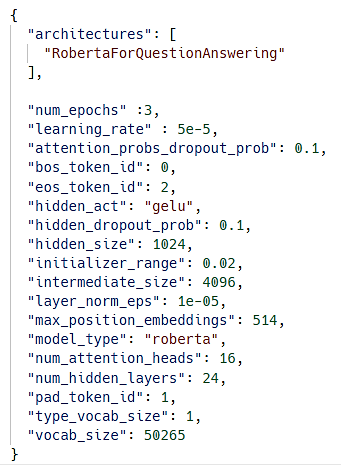 {
"architectures": [
"RobertaForQuestionAnswering"
],
"num_epochs" :3,
"learning_rate" : 5e-5,
"attention_probs_dropout_prob": 0.1,
"bos_token_id": 0,
"eos_token_id": 2,
"hidden_act": "gelu",
"hidden_dropout_prob": 0.1,
"hidden_size": 1024,
"initializer_range": 0.02,
"intermediate_size": 4096,
"layer_norm_eps": 1e-05,
"max_position_embeddings": 514,
"model_type": "roberta",
"num_attention_heads": 16,
"num_hidden_layers": 24,
"pad_token_id": 1,
"type_vocab_size": 1,
"vocab_size": 50265
}